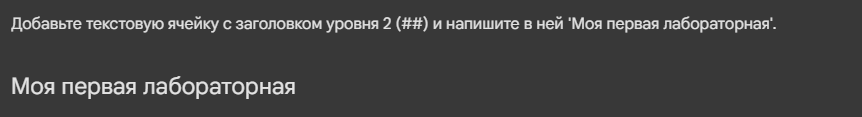 Добавьте текстовую ячейку с заголовком уровня 2 (##) и напишите в ней 'Моя первая лабораторная'.
Моя первая лабораторная